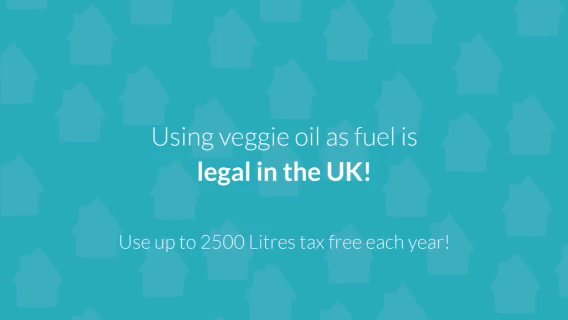 Using veggie oil as fuel is
legal in the UK!
Use up to 2500 Litres tax free each year!